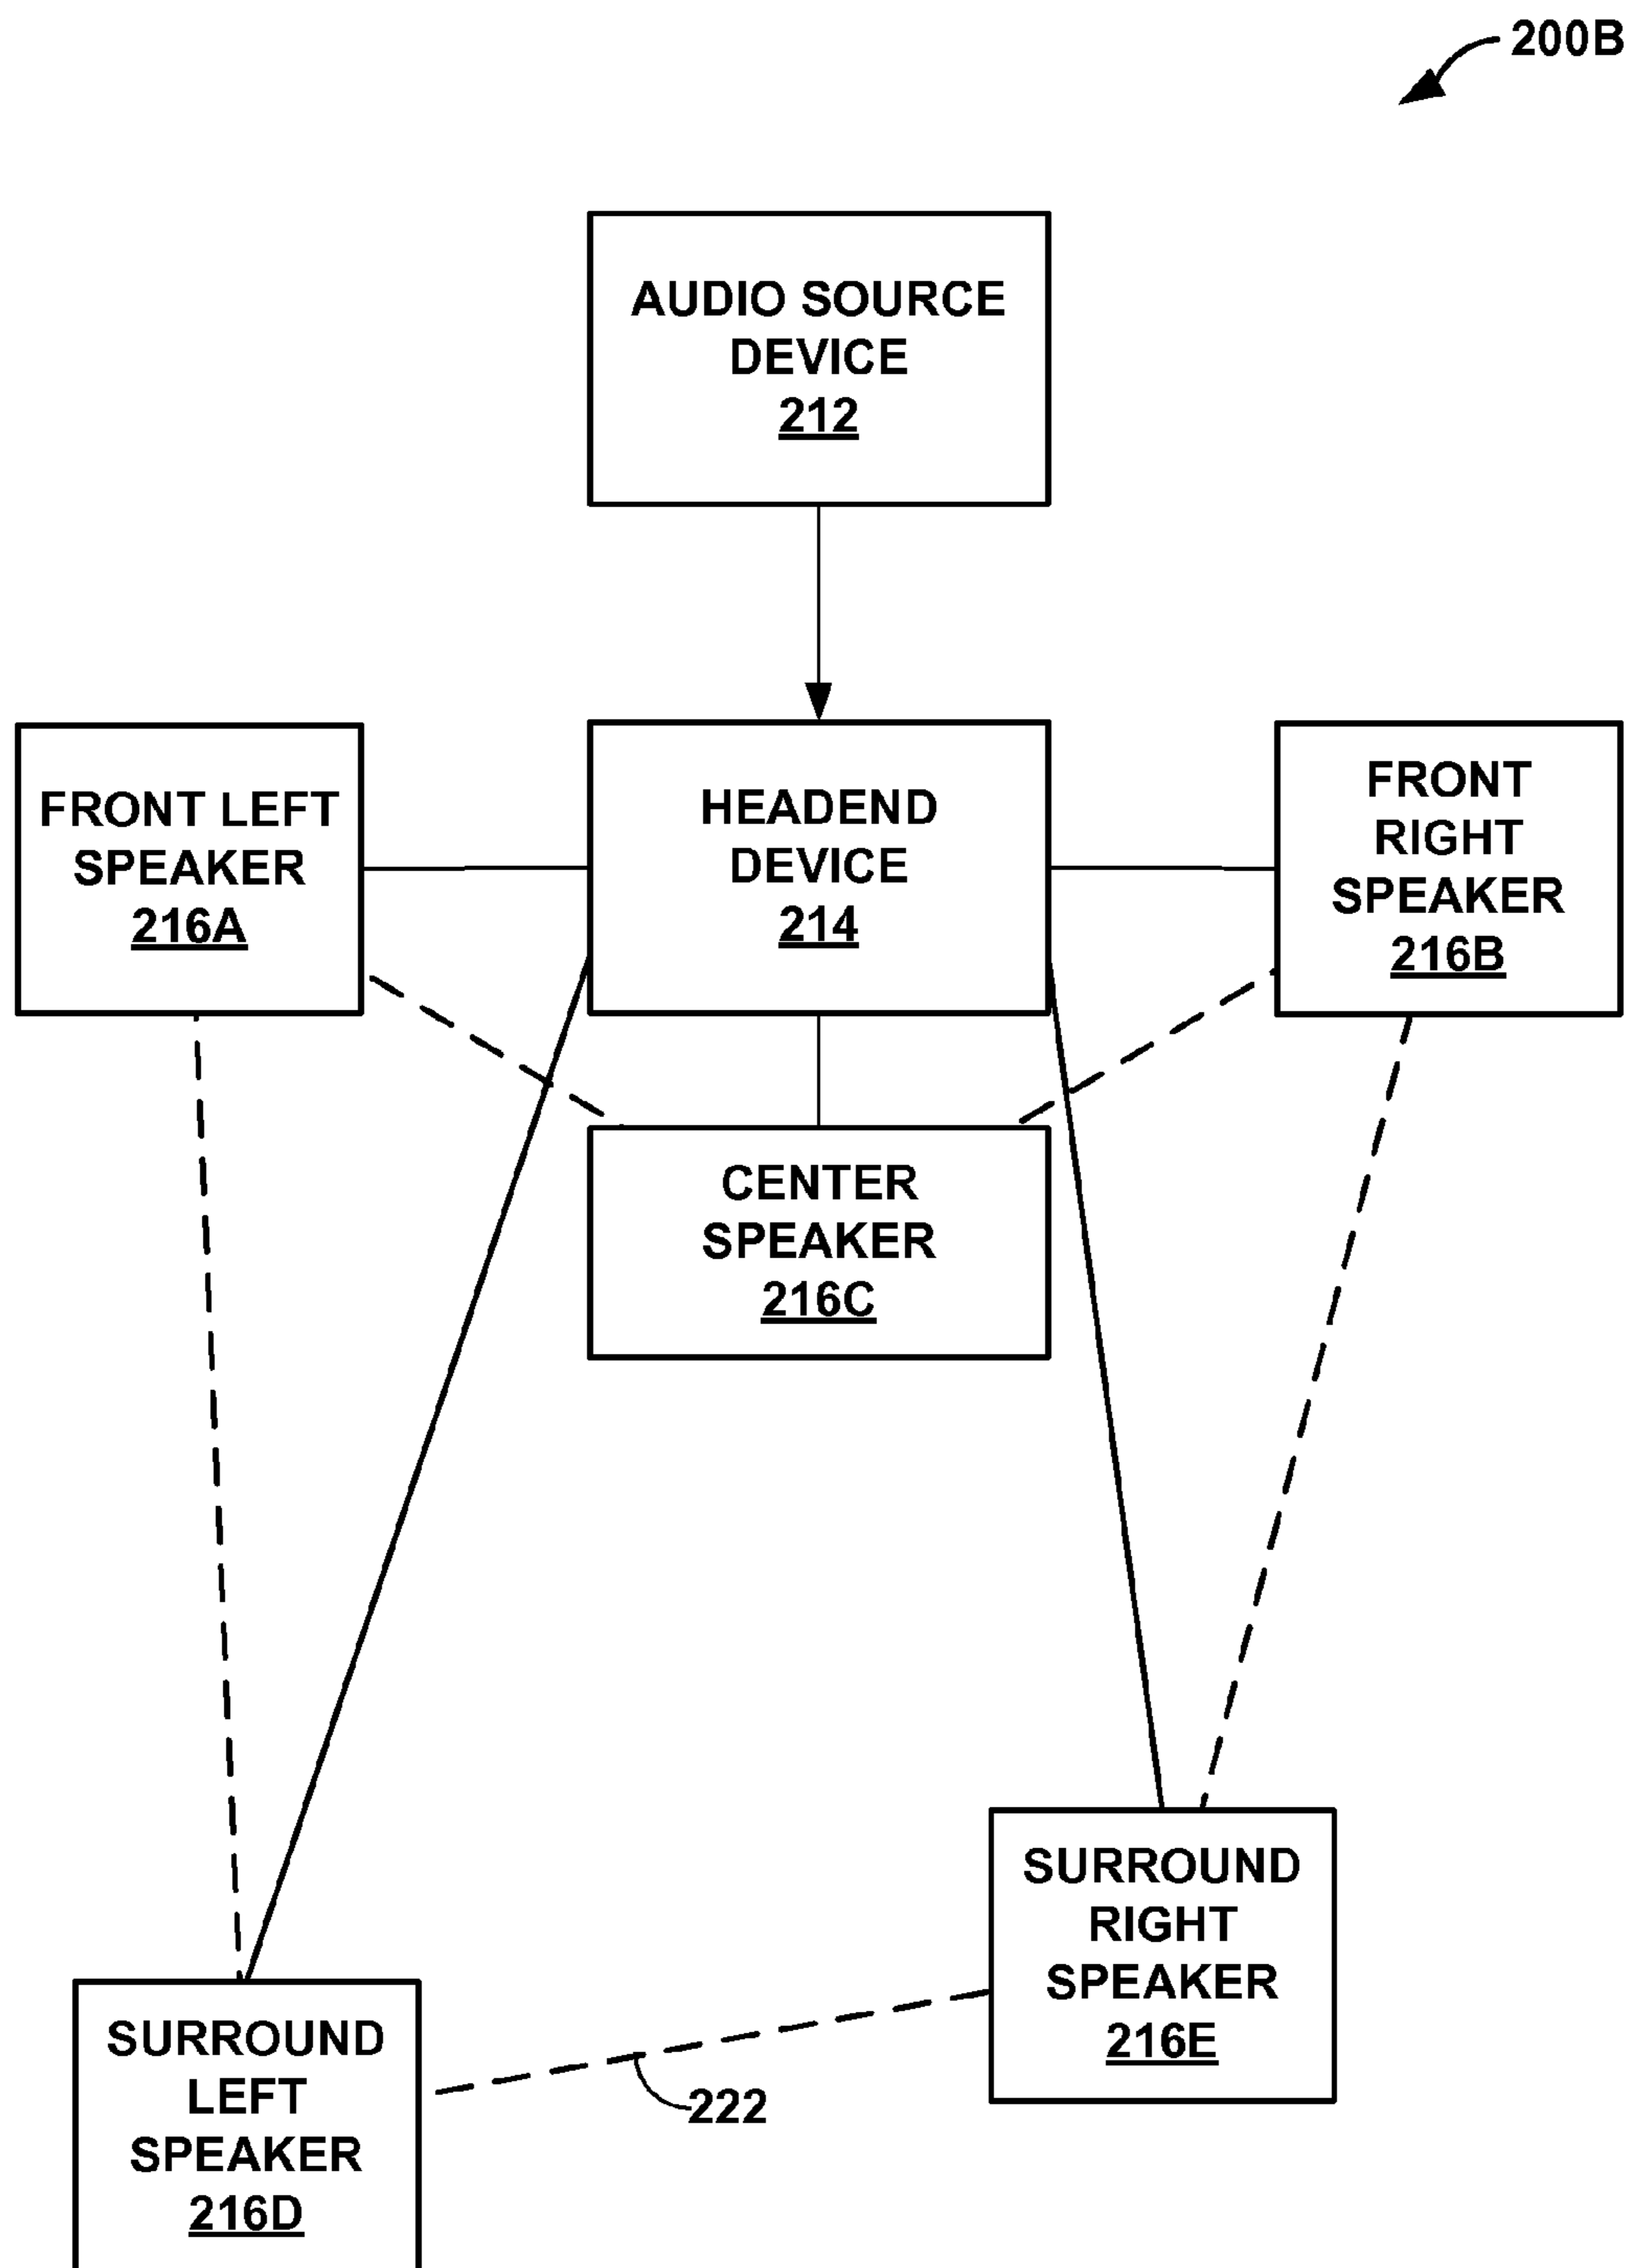 200B
AUDIO SOURCE
DEVICE
212
FRONT LEFT
SPEAKER
216A
HEADEND
DEVICE
214
FRONT
RIGHT
SPEAKER
216B
CENTER
SPEAKER
216C
SURROUND
RIGHT
SPEAKER
216E
SURROUND
LEFT
SPEAKER
216D
222